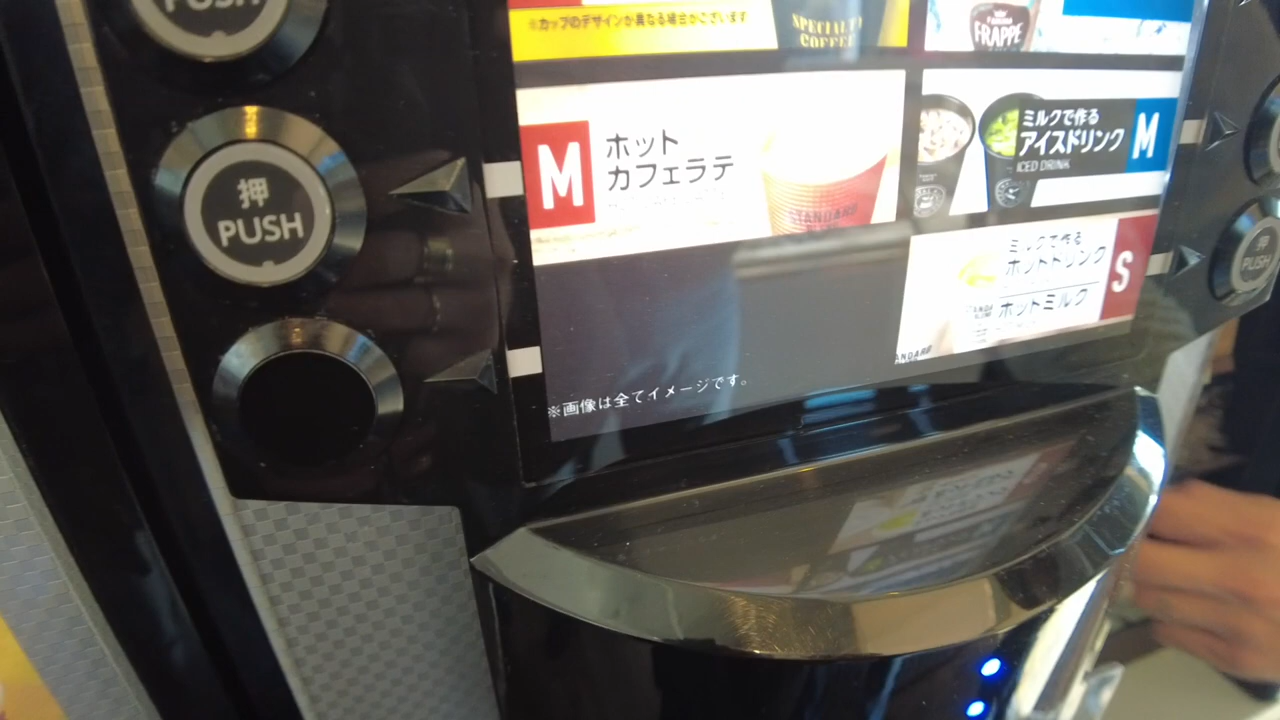 PUSH
※カップのデザインが異なる場合がございます
SPECIALTY
COFFEE
FRAPPE
押
PUSH
M
ホット
カフェラテ
STANDARD
ミルクで作る
アイスドリンク
ICED DRINK
M
ミルクで作る
ホットドリンク
ホットミルク
S
押
PUSH
※画像は全てイメージです。